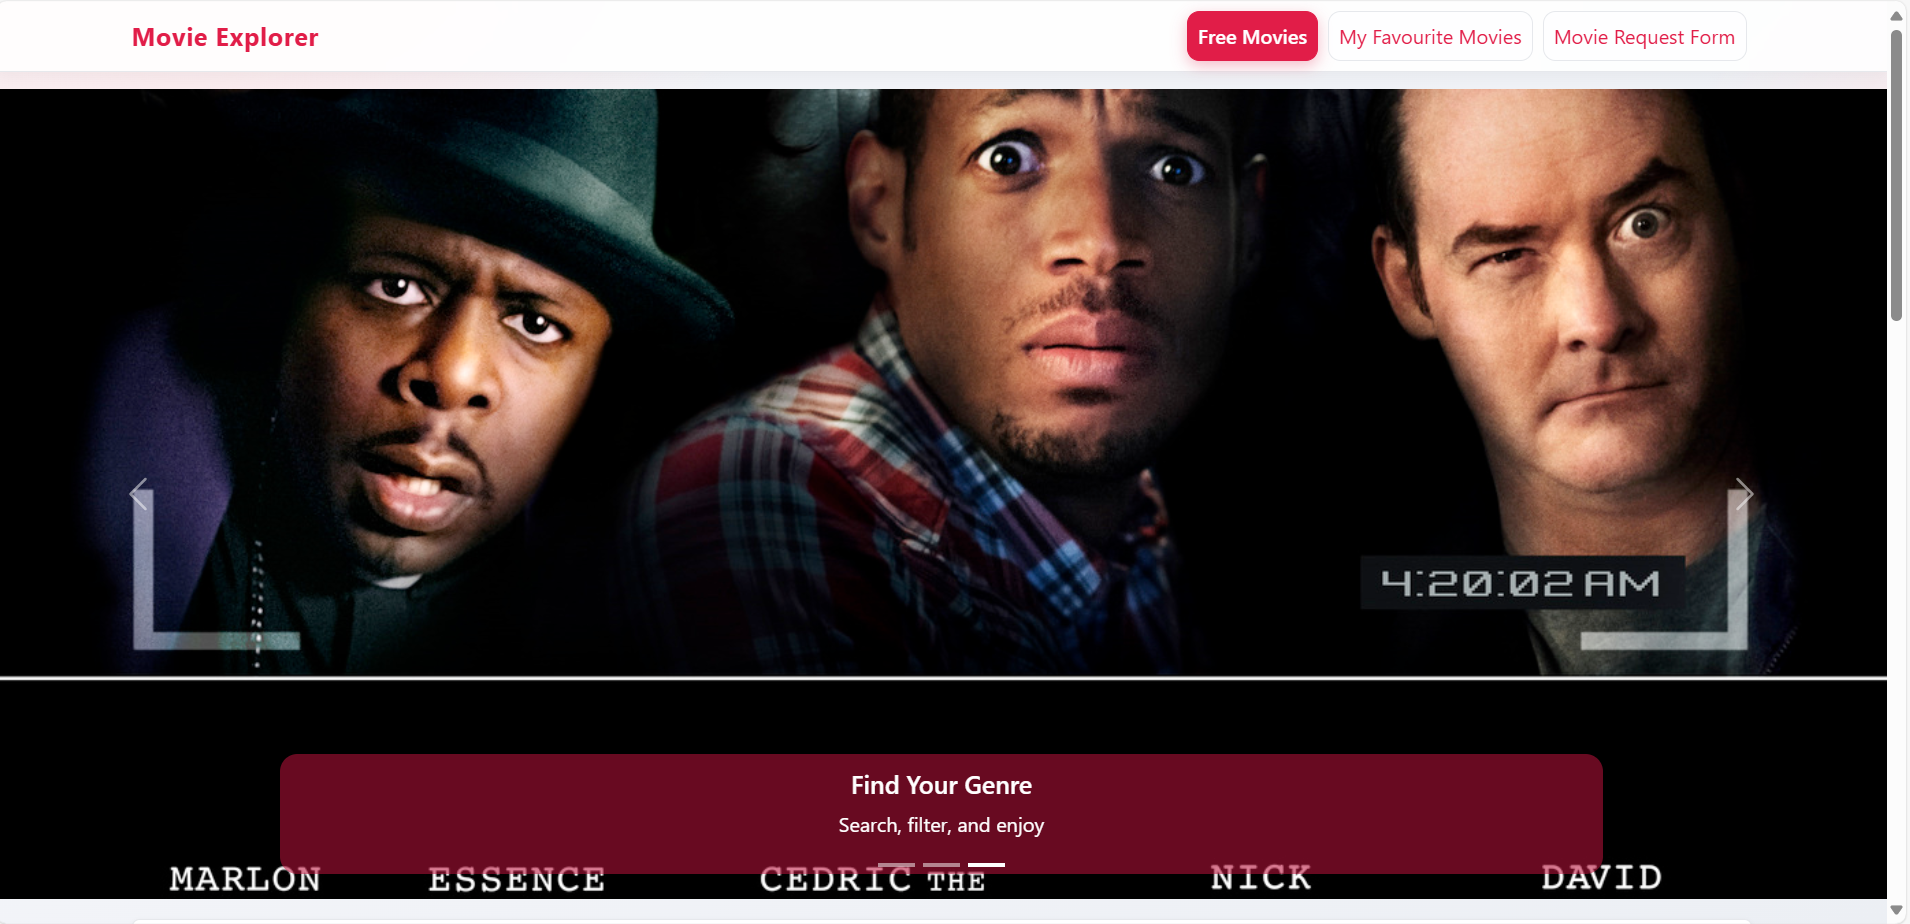 Movie Explorer
Free Movies
My Favourite Movies
Movie Request Form
4:20:02 AM
Find Your Genre
Search, filter, and enjoy
MARLON ESSENCE CEDRIC THE NICK DAVID